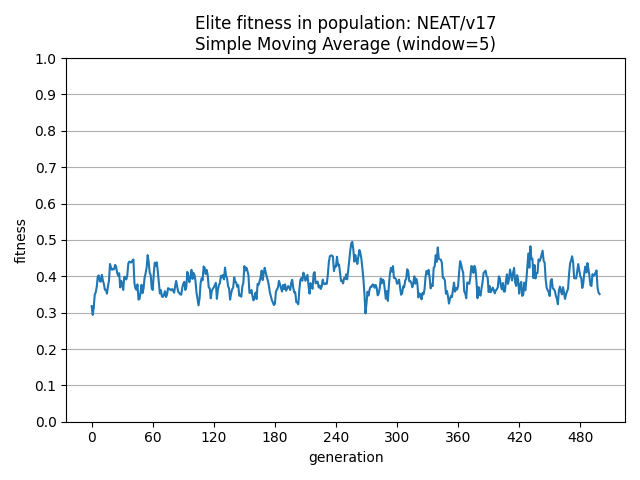 Elite fitness in population: NEAT/v17
Simple Moving Average (window=5)
1.0
0.9
0.8
0.7
0.6
0.5
0.4
0.3
0.2
0.1
0.0
fitness
0 60 120 180 240 300 360 420 480
generation